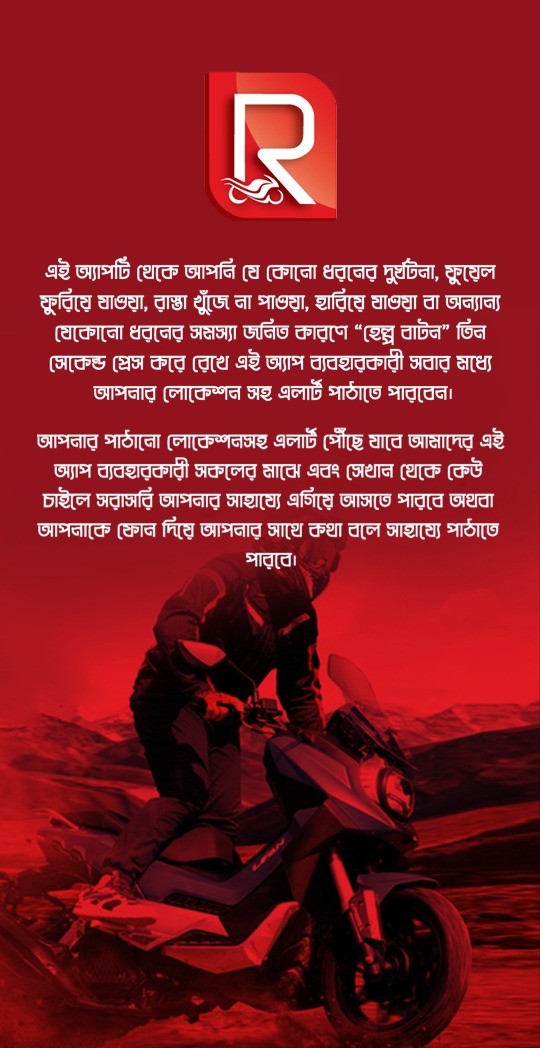 R
এই অ্যাপটি থেকে আপনি যে কোনো ধরনের দুর্ঘটনা, ফুয়েল
ফুরিয়ে যাওয়া, রাস্তা খুঁজে না পাওয়া, হারিয়ে যাওয়া বা অন্যান্য
যেকোনো ধরনের সমস্যা জনিত কারণে “হেল্প বাটন” তিন
সেকেন্ড প্রেস করে রেখে এই অ্যাপ ব্যবহারকারী সবার মধ্যে
আপনার লোকেশন সহ এলার্ট পাঠাতে পারবেন।
আপনার পাঠানো লোকেশনসহ এলার্ট পৌঁছে যাবে আমাদের এই
অ্যাপ ব্যবহারকারী সকলের মাঝে এবং সেখান থেকে কেউ
চাইলে সরাসরি আপনার সাহায্যে এগিয়ে আসতে পারবে অথবা
আপনাকে ফোন দিয়ে আপনার সাথে কথা বলে সাহায্যে পাঠাতে
পারবে।
LIFAN